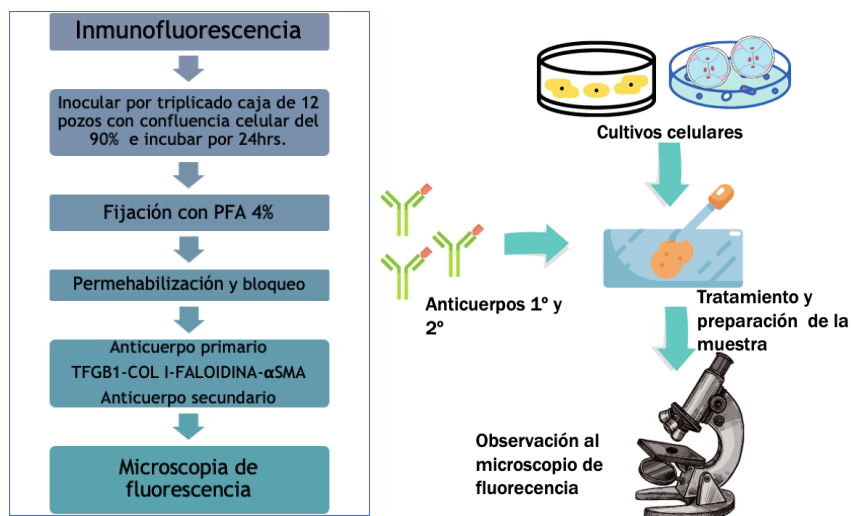 Inmunofluorescencia
Inocular por triplicado caja de 12
pozos con confluencia celular del
90% e incubar por 24hrs.
Fijación con PFA 4%
Permehabilización y bloqueo
Anticuerpo primario
TFGB1-COL I-FALOIDINA-αSMA
Anticuerpo secundario
Microscopia de
fluorescencia
Cultivos celulares
Anticuerpos 1º y
2º
Tratamiento y
preparación de la
muestra
Observación al
microscopio de
fluorecencia